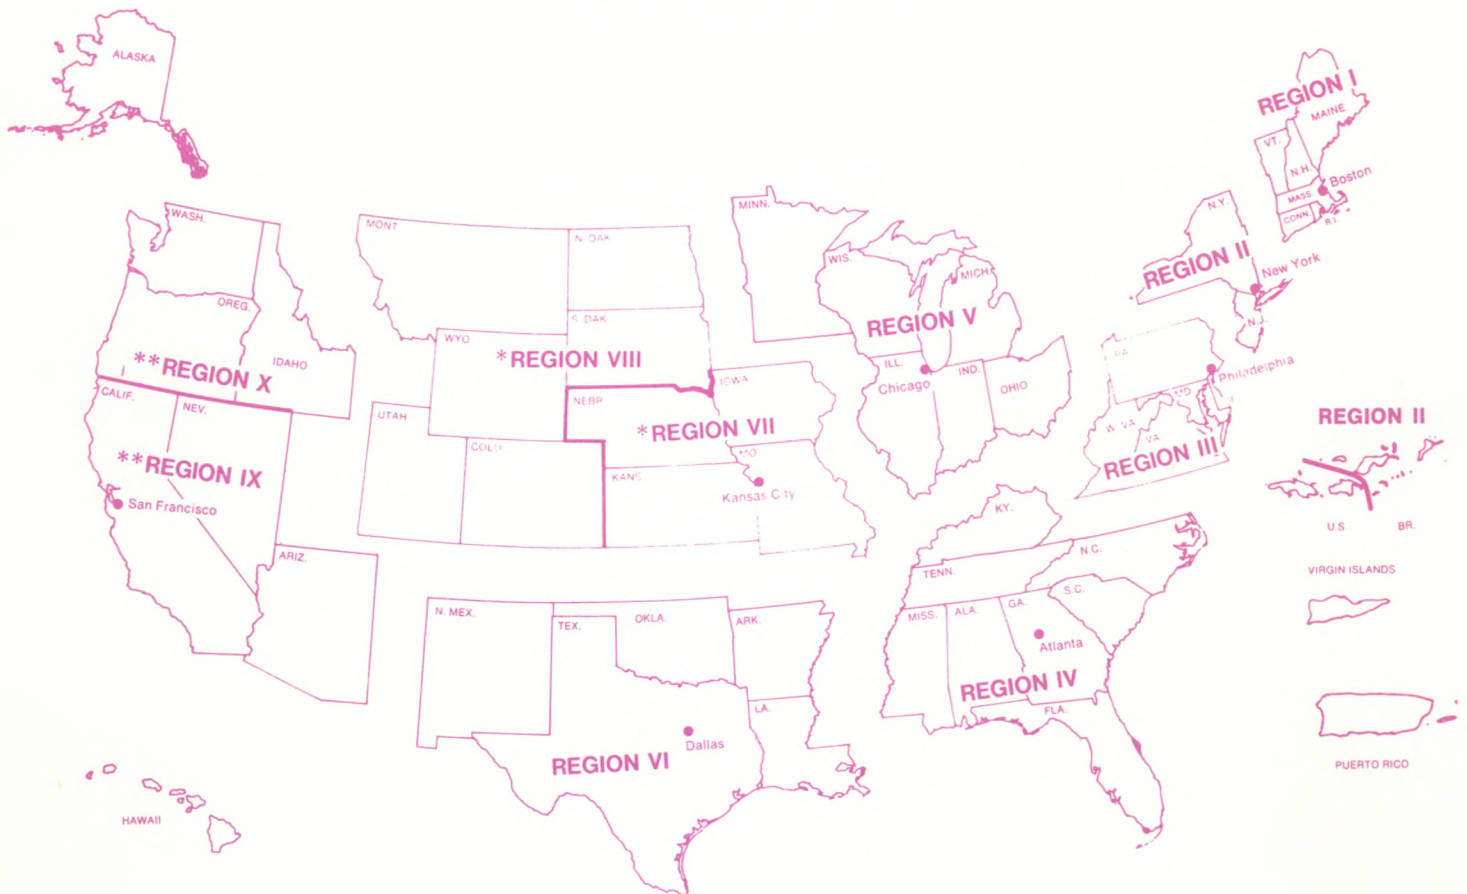 ALASKA
REGION I
MAINE
VT.
N.H.
Boston
MASS.
CONN.
R.I.
WASH.
MONT
N. DAK
MINN.
N.Y.
OREG.
WIS.
MICH.
REGION II
New York
S. DAK
REGION V
N.J.
WYO
*REGION VIII
IDAHO
**REGION X
PA.
ILL.
IND.
Chicago
OHIO
Philadelphia
CALIF.
NEV.
UTAH
NEBR
IOWA
MD
REGION II
*REGION VII
W. VA
VA
COLO
**REGION IX
REGION III
MO
KANS
Kansas City
San Francisco
KY.
U.S.
BR.
ARIZ.
N.C.
TENN.
VIRGIN ISLANDS
S.C.
N. MEX.
TEX.
OKLA.
ARK.
MISS.
ALA.
GA.
Atlanta
REGION IV
LA.
FLA.
Dallas
REGION VI
PUERTO RICO
HAWAII